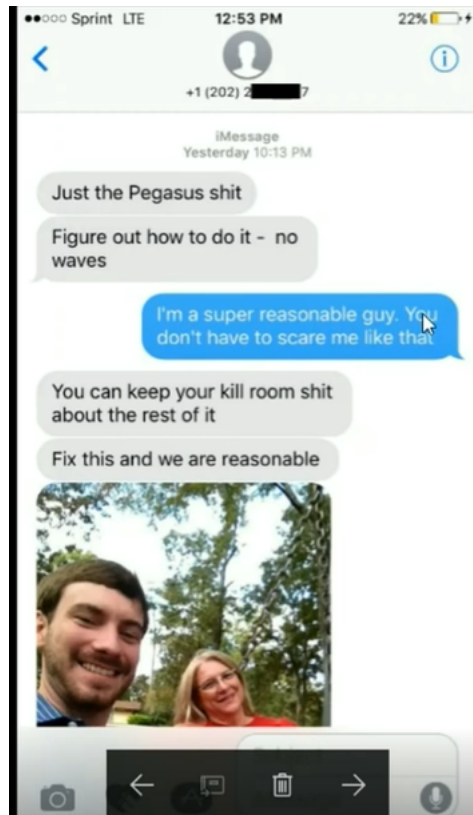 Sprint LTE 12:53 PM 22%
+1 (202) 2 7
iMessage
Yesterday 10:13 PM
Just the Pegasus shit
Figure out how to do it - no
waves
I'm a super reasonable guy. You
don't have to scare me like that
You can keep your kill room shit
about the rest of it
Fix this and we are reasonable